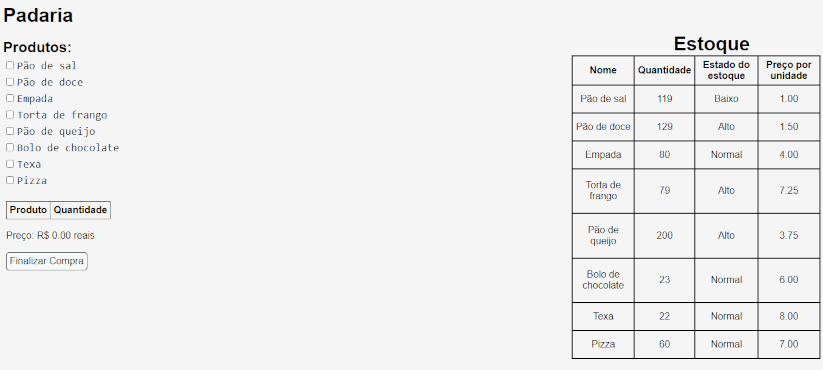 Padaria
Produtos:
Pão de sal
Pão de doce
Empada
Torta de frango
Pão de queijo
Bolo de chocolate
Texa
Pizza
Produto Quantidade
Preço: R$ 0.00 reais
Finalizar Compra
Estoque
Nome Quantidade Estado do estoque Preço por unidade
Pão de sal 119 Baixo 1.00
Pão de doce 129 Alto 1.50
Empada 80 Normal 4.00
Torta de frango 79 Alto 7.25
Pão de queijo 200 Alto 3.75
Bolo de chocolate 23 Normal 6.00
Texa 22 Normal 8.00
Pizza 60 Normal 7.00